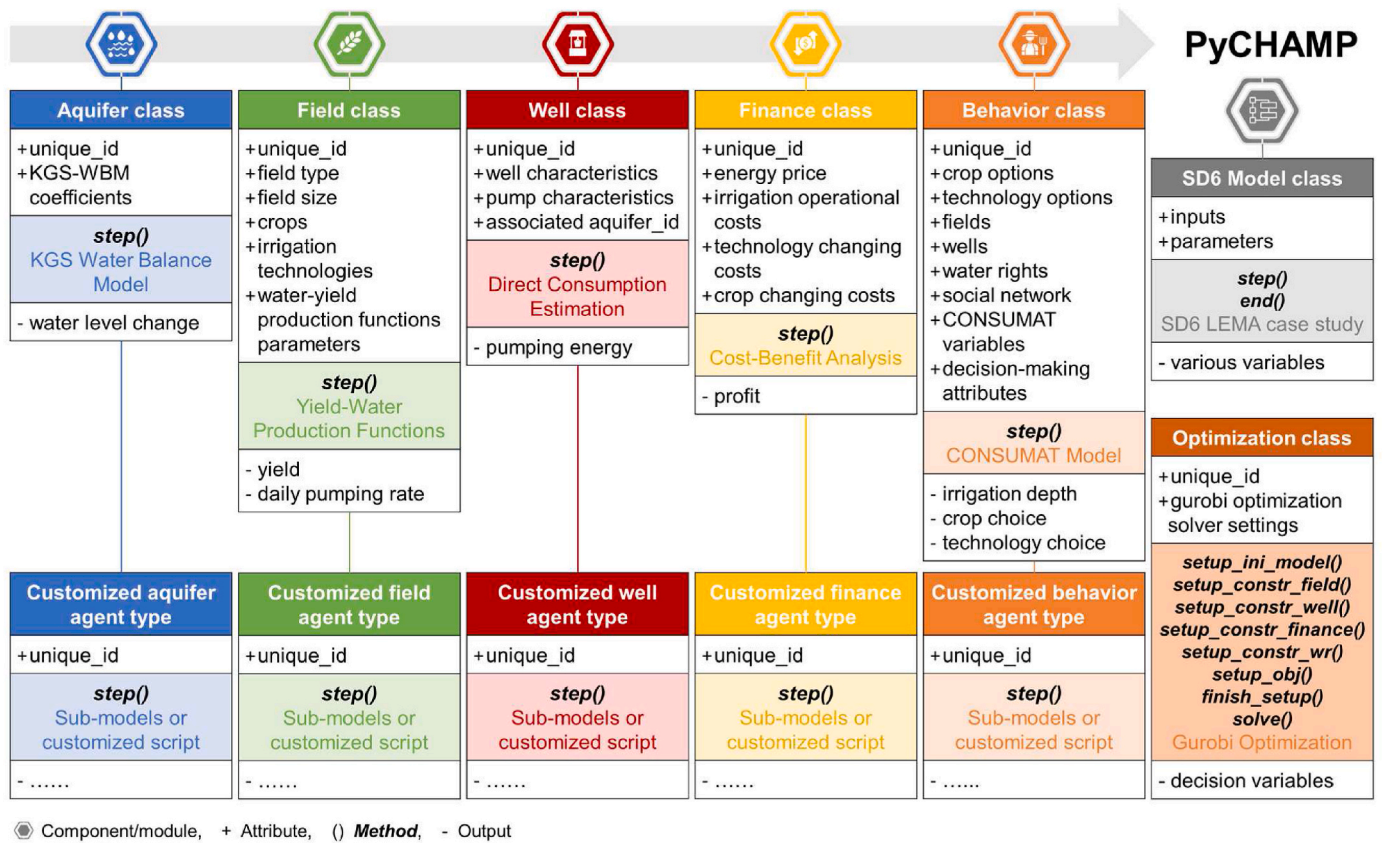 PyCHAMP
Aquifer class
+unique_id
+KGS-WBM
coefficients
step()
KGS Water Balance
Model
- water level change
Field class
+unique_id
+field type
+field size
+crops
+irrigation
technologies
+water-yield
production functions
parameters
step()
Yield-Water
Production Functions
- yield
- daily pumping rate
Well class
+unique_id
+well characteristics
+pump characteristics
+associated aquifer_id
step()
Direct Consumption
Estimation
- pumping energy
Finance class
+unique_id
+energy price
+irrigation operational
costs
+technology changing
costs
+crop changing costs
step()
Cost-Benefit Analysis
- profit
Behavior class
+unique_id
+crop options
+technology options
+fields
+wells
+water rights
+social network
+CONSUMAT
variables
+decision-making
attributes
step()
CONSUMAT Model
- irrigation depth
- crop choice
- technology choice
SD6 Model class
+inputs
+parameters
step()
end()
SD6 LEMA case study
- various variables
Optimization class
+unique_id
+gurobi optimization
solver settings
setup_ini_model()
setup_constr_field()
setup_constr_well()
setup_constr_finance()
setup_constr_wr()
setup_obj()
finish_setup()
solve()
Gurobi Optimization
- decision variables
Customized aquifer
agent type
+unique_id
step()
Sub-models or
customized script
- ......
Customized field
agent type
+unique_id
step()
Sub-models or
customized script
- ......
Customized well
agent type
+unique_id
step()
Sub-models or
customized script
- ......
Customized finance
agent type
+unique_id
step()
Sub-models or
customized script
- ......
Customized behavior
agent type
+unique_id
step()
Sub-models or
customized script
- ......
Component/module, + Attribute, () Method, - Output